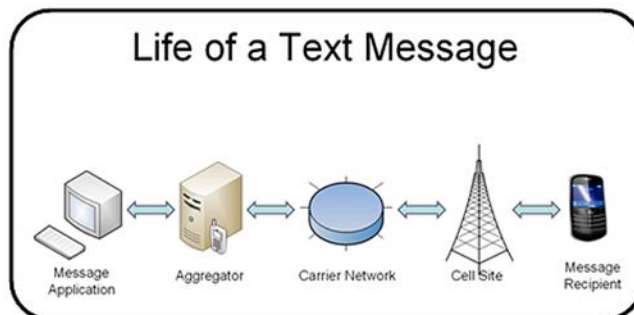 Life of a Text Message
Message
Application
Aggregator
Carrier Network
Cell Site
Message
Recipient